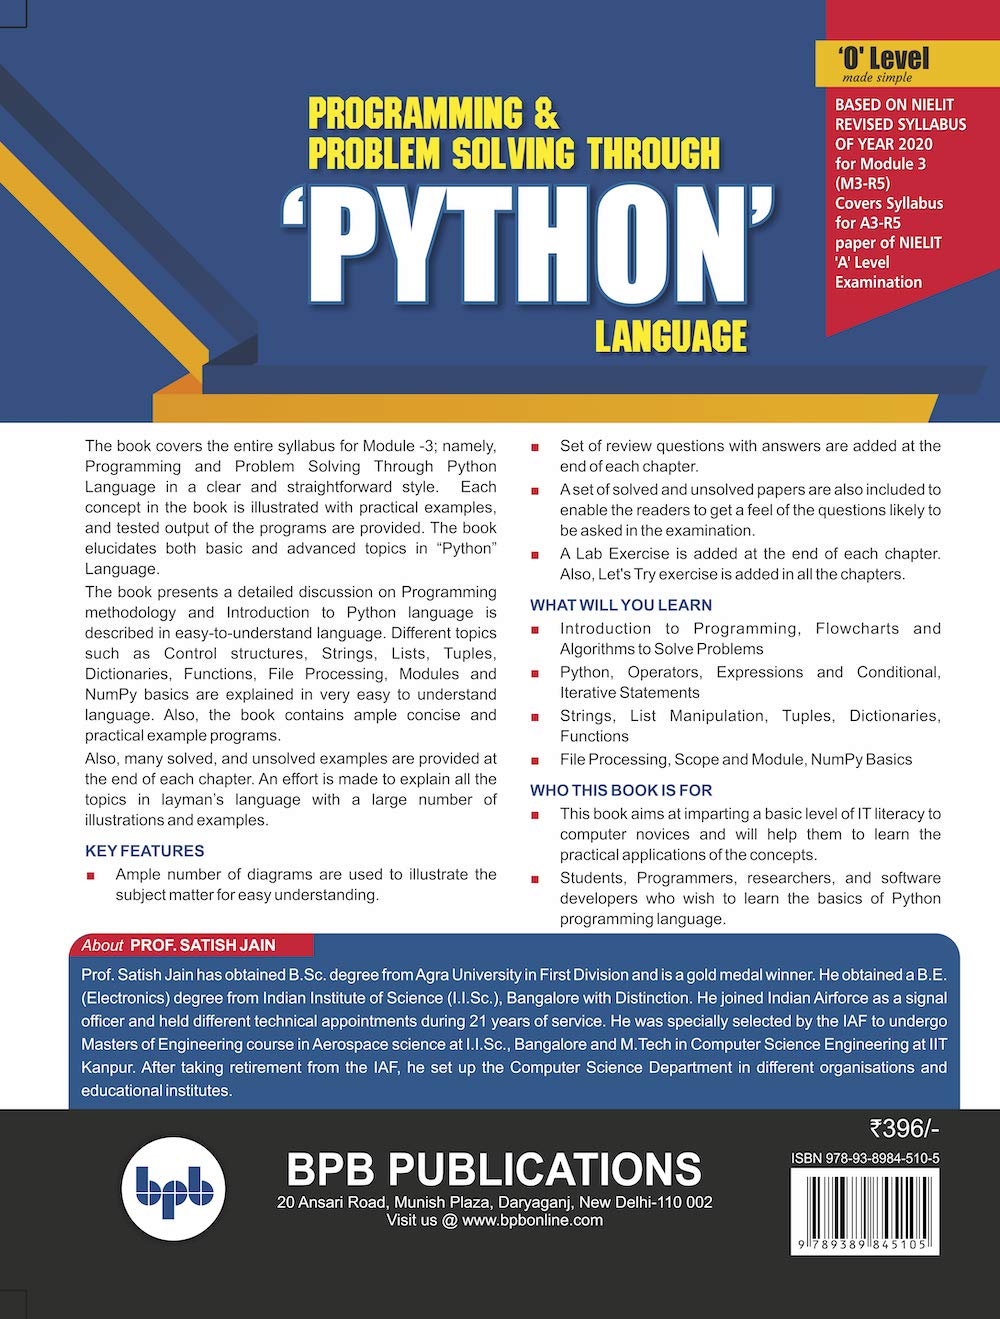 'O' Level
made simple
BASED ON NIELIT
REVISED SYLLABUS
OF YEAR 2020
for Module 3
(M3-R5)
Covers Syllabus
for A3-R5
paper of NIELIT
'A' Level
Examination
PROGRAMMING &
PROBLEM SOLVING THROUGH
‘PYTHON’
LANGUAGE
The book covers the entire syllabus for Module -3; namely,
Programming and Problem Solving Through Python
Language in a clear and straightforward style. Each
concept in the book is illustrated with practical examples,
and tested output of the programs are provided. The book
elucidates both basic and advanced topics in “Python”
Language.
The book presents a detailed discussion on Programming
methodology and Introduction to Python language is
described in easy-to-understand language. Different topics
such as Control structures, Strings, Lists, Tuples,
Dictionaries, Functions, File Processing, Modules and
NumPy basics are explained in very easy to understand
language. Also, the book contains ample concise and
practical example programs.
Also, many solved, and unsolved examples are provided at
the end of each chapter. An effort is made to explain all the
topics in layman’s language with a large number of
illustrations and examples.
KEY FEATURES
Ample number of diagrams are used to illustrate the
subject matter for easy understanding.
Set of review questions with answers are added at the
end of each chapter.
A set of solved and unsolved papers are also included to
enable the readers to get a feel of the questions likely to
be asked in the examination.
A Lab Exercise is added at the end of each chapter.
Also, Let's Try exercise is added in all the chapters.
WHAT WILL YOU LEARN
Introduction to Programming, Flowcharts and
Algorithms to Solve Problems
Python, Operators, Expressions and Conditional,
Iterative Statements
Strings, List Manipulation, Tuples, Dictionaries,
Functions
File Processing, Scope and Module, NumPy Basics
WHO THIS BOOK IS FOR
This book aims at imparting a basic level of IT literacy to
computer novices and will help them to learn the
practical applications of the concepts.
Students, Programmers, researchers, and software
developers who wish to learn the basics of Python
programming language.
About PROF. SATISH JAIN
Prof. Satish Jain has obtained B.Sc. degree from Agra University in First Division and is a gold medal winner. He obtained a B.E.
(Electronics) degree from Indian Institute of Science (I.I.Sc.), Bangalore with Distinction. He joined Indian Airforce as a signal
officer and held different technical appointments during 21 years of service. He was specially selected by the IAF to undergo
Masters of Engineering course in Aerospace science at I.I.Sc., Bangalore and M.Tech in Computer Science Engineering at IIT
Kanpur. After taking retirement from the IAF, he set up the Computer Science Department in different organisations and
educational institutes.
bpb
BPB PUBLICATIONS
20 Ansari Road, Munish Plaza, Daryaganj, New Delhi-110 002
Visit us @ www.bpbonline.com
₹396/-
ISBN 978-93-8984-510-5
9 789389 845105